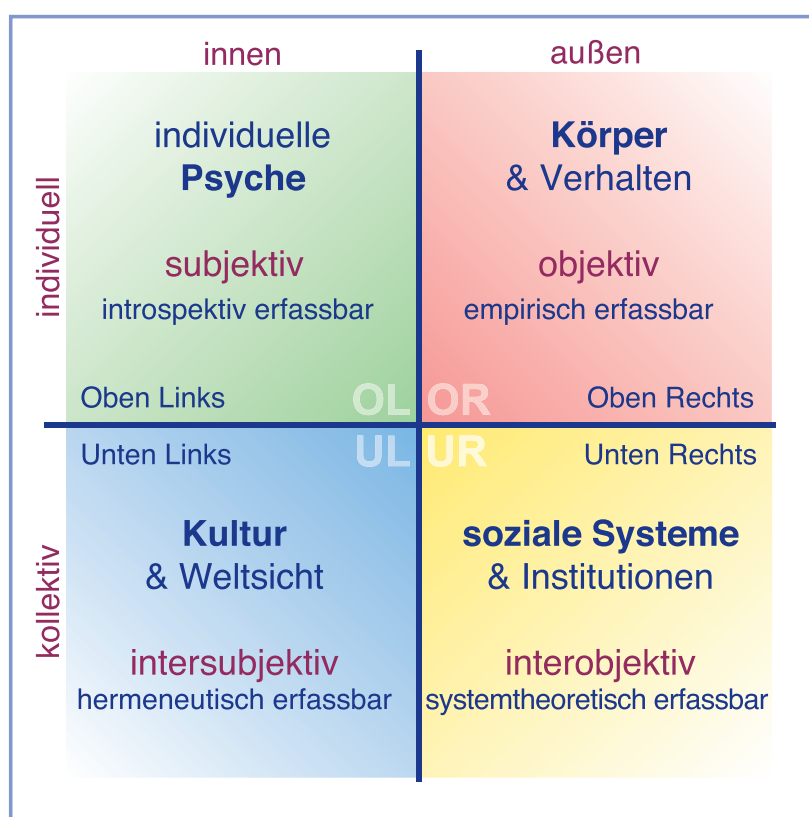 innen
außen
individuell
individuelle
Psyche
subjektiv
introspektiv erfassbar
Oben Links
OL
Körper
& Verhalten
objektiv
empirisch erfassbar
OR
Oben Rechts
kollektiv
Unten Links
UL
Kultur
& Weltsicht
intersubjektiv
hermeneutisch erfassbar
UR
Unten Rechts
soziale Systeme
& Institutionen
interobjektiv
systemtheoretisch erfassbar